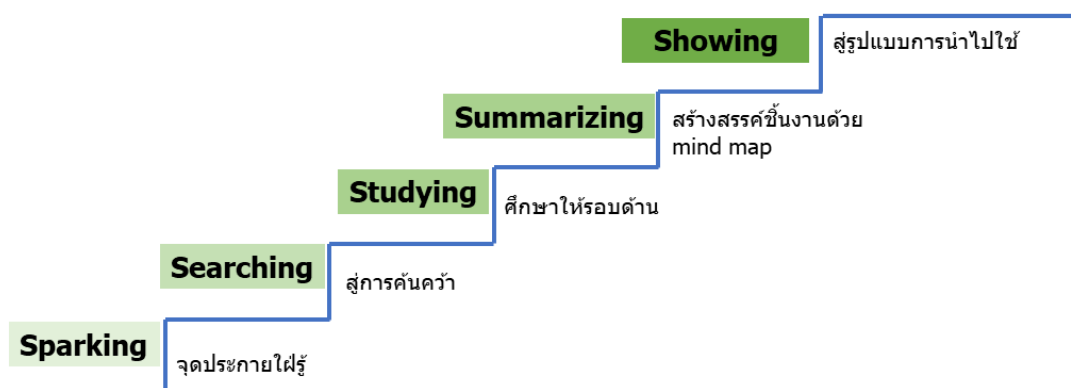 Showing
สู่รูปแบบการนำไปใช้
Summarizing
สร้างสรรค์ชิ้นงานด้วย
mind map
Studying
ศึกษาให้รอบด้าน
Searching
สู่การค้นคว้า
Sparking
จุดประกายใฝ่รู้